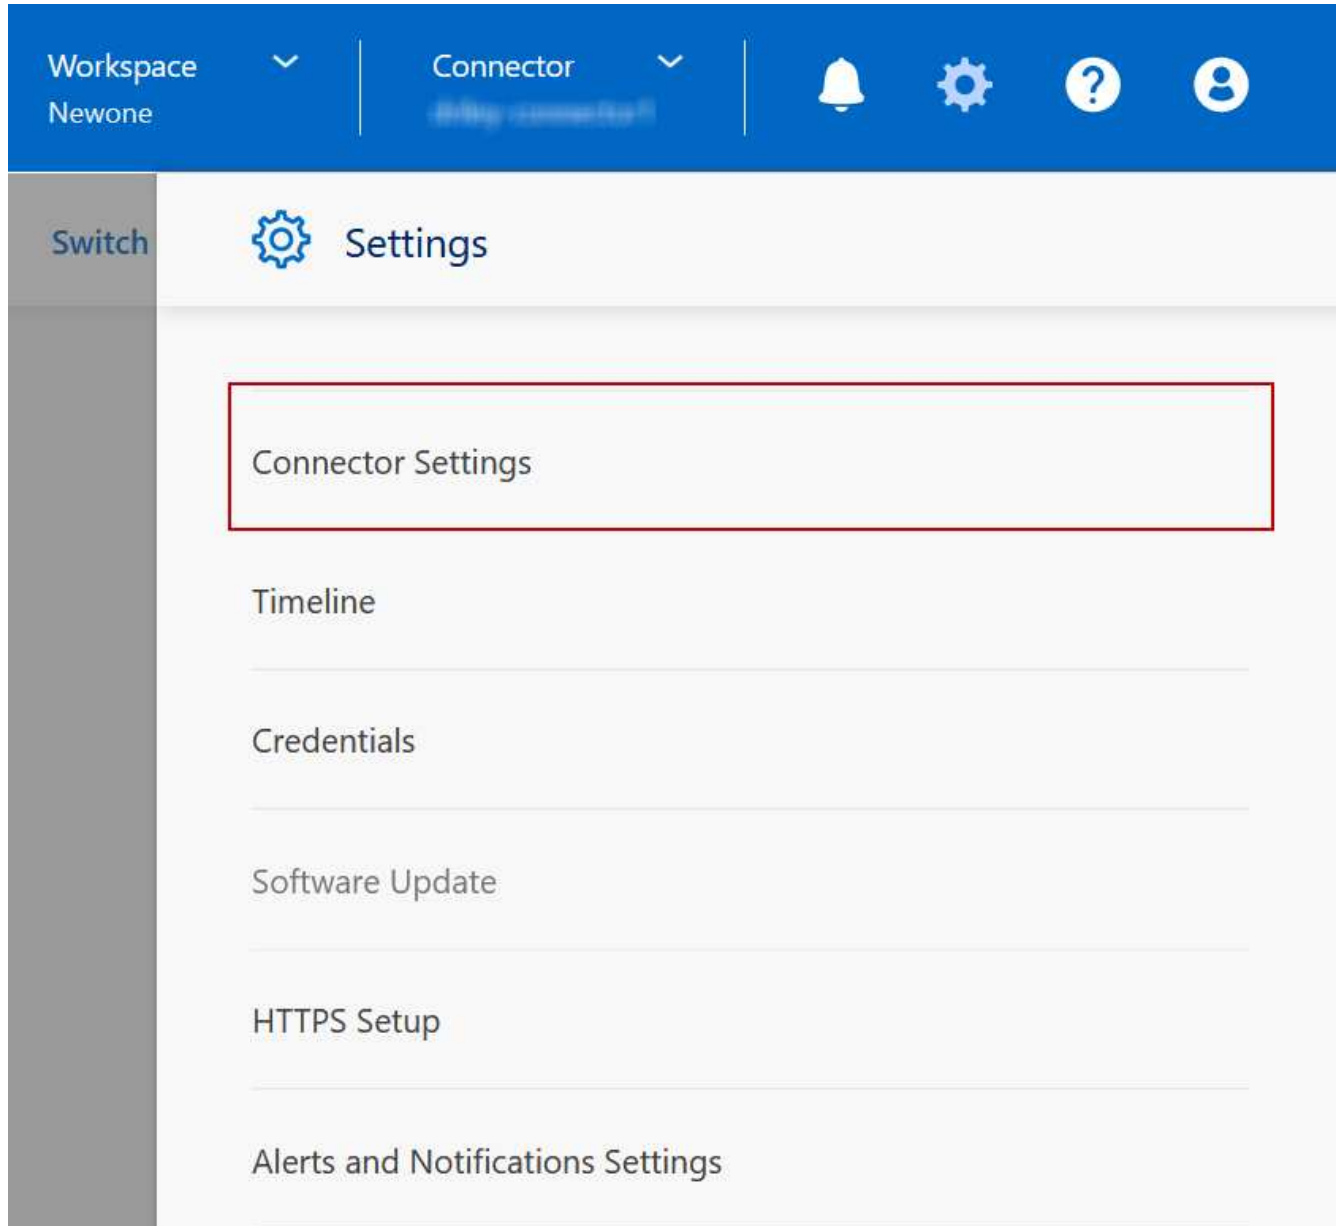 Workspace
Newone
Connector
Switch
Settings
Connector Settings
Timeline
Credentials
Software Update
HTTPS Setup
Alerts and Notifications Settings